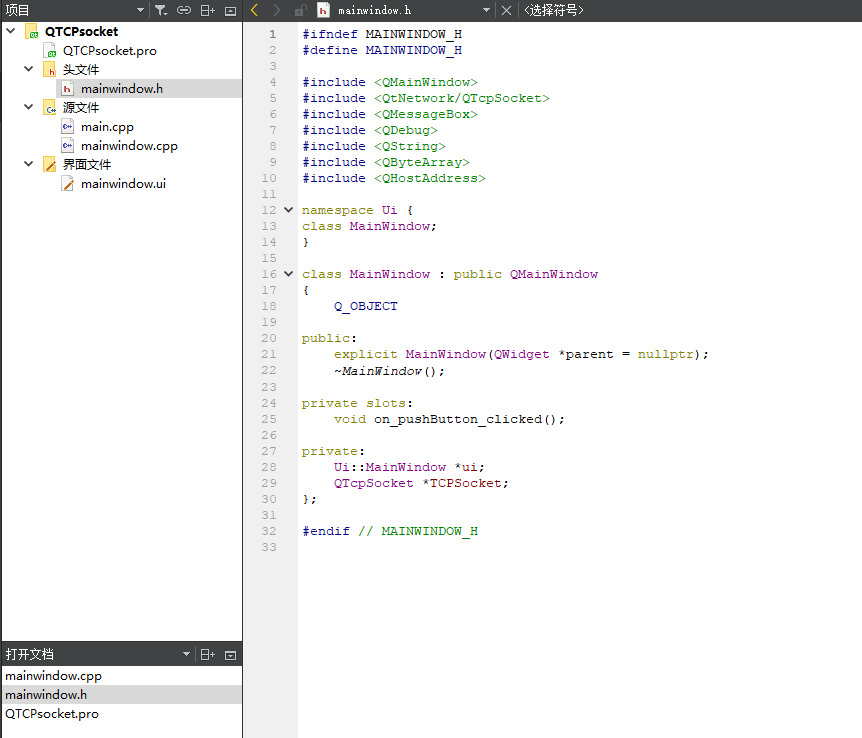 项目
QTCPsocket
QTCPsocket.pro
头文件
mainwindow.h
源文件
main.cpp
mainwindow.cpp
界面文件
mainwindow.ui
打开文档
mainwindow.cpp
mainwindow.h
QTCPsocket.pro
mainwindow.h <选择符号>
1 #ifndef MAINWINDOW_H
2 #define MAINWINDOW_H
3
4 #include <QMainWindow>
5 #include <QtNetwork/QTcpSocket>
6 #include <QMessageBox>
7 #include <QDebug>
8 #include <QString>
9 #include <QByteArray>
10 #include <QHostAddress>
11
12 namespace Ui {
13 class MainWindow;
14 }
15
16 class MainWindow : public QMainWindow
17 {
18     Q_OBJECT
19
20 public:
21     explicit MainWindow(QWidget *parent = nullptr);
22     ~MainWindow();
23
24 private slots:
25     void on_pushButton_clicked();
26
27 private:
28     Ui::MainWindow *ui;
29     QTcpSocket *TCPSocket;
30 };
31
32 #endif // MAINWINDOW_H
33